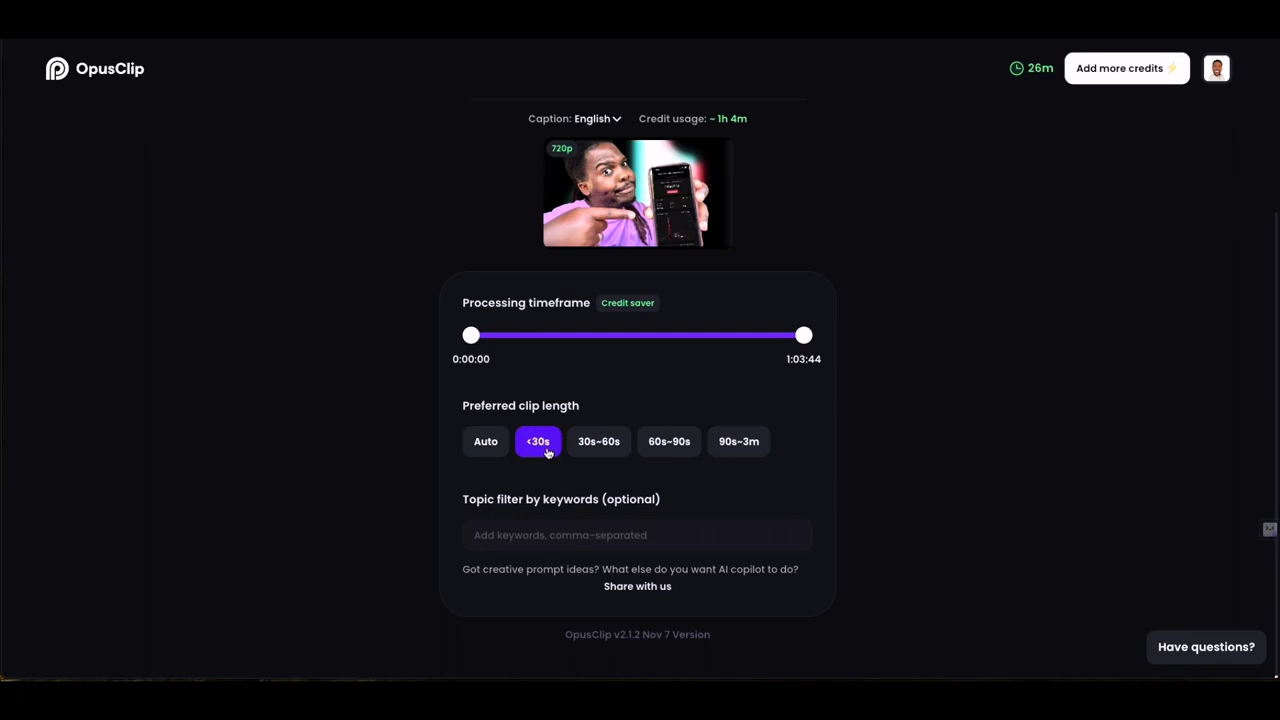 OpusClip
26m
Add more credits⚡
Caption: English
Credit usage: ~ 1h 4m
720p
Processing timeframe
Credit saver
0:00:00
1:03:44
Preferred clip length
Auto
<30s
30s~60s
60s~90s
90s~3m
Topic filter by keywords (optional)
Add keywords, comma-separated
Got creative prompt ideas? What else do you want AI copilot to do?
Share with us
OpusClip v2.1.2 Nov 7 Version
Have questions?